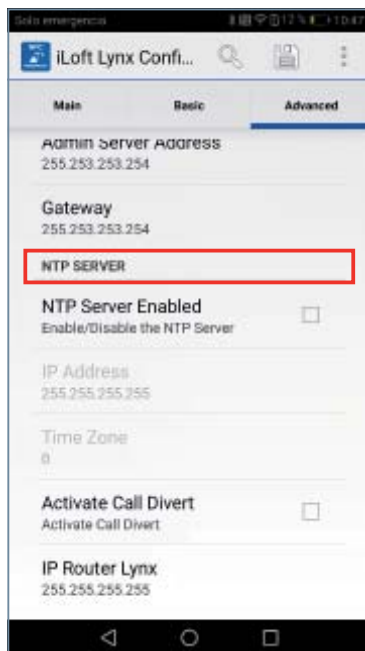 Solo emergencia 12 % 10:47
iLoft Lynx Confi...
Main Basic Advanced
Admin Server Address
255.253.253.254
Gateway
255.253.253.254
NTP SERVER
NTP Server Enabled
Enable/Disable the NTP Server
IP Address
255.255.255.255
Time Zone
0
Activate Call Divert
Activate Call Divert
IP Router Lynx
255.255.255.255